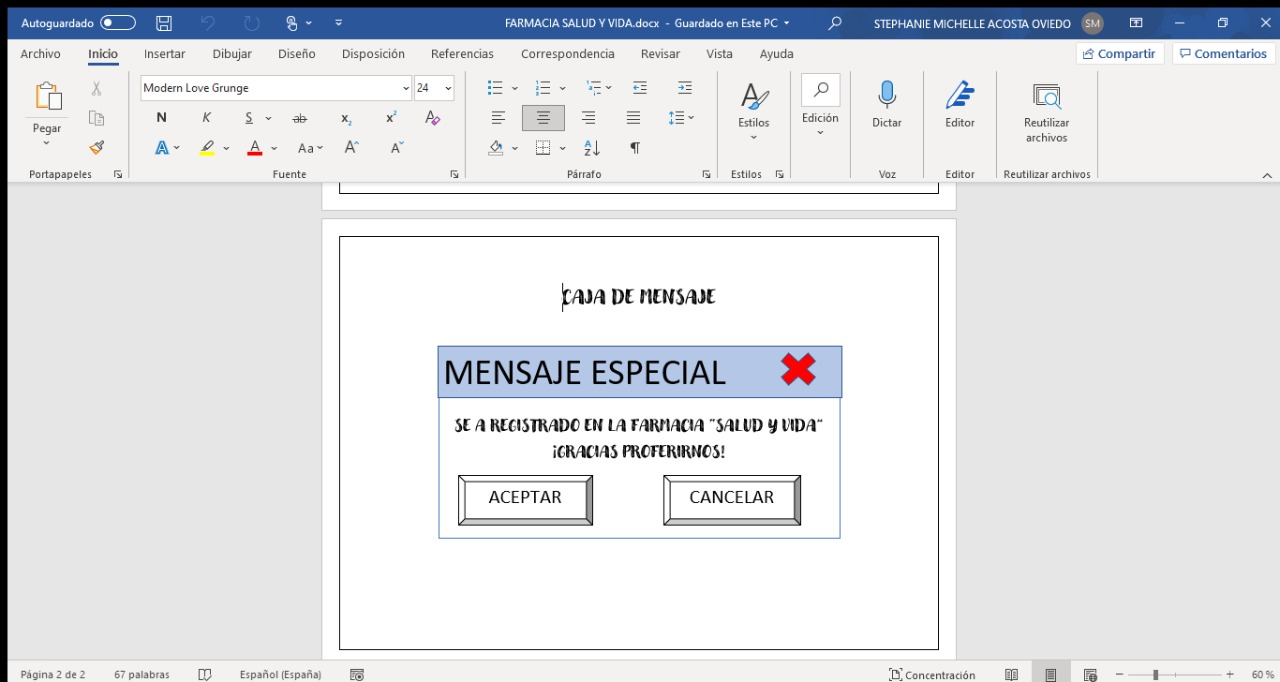 Autoguardado
FARMACIA SALUD Y VIDA.docx - Guardado en Este PC
STEPHANIE MICHELLE ACOSTA OVIEDO SM
Archivo Inicio Insertar Dibujar Diseño Disposición Referencias Correspondencia Revisar Vista Ayuda Compartir Comentarios
Modern Love Grunge 24
Pegar
N K S ab x₂ x² A
A A Aa A A
Estilos Edición Dictar Editor Reutilizar archivos
Portapapeles Fuente Párrafo Estilos Voz Editor Reutilizar archivos
CAJA DE MENSAJE
MENSAJE ESPECIAL
SE A REGISTRADO EN LA FARMACIA "SALUD Y VIDA"
¡GRACIAS PROFERIRNOS!
ACEPTAR CANCELAR
Página 2 de 2 67 palabras Español (España) Concentración 60 %